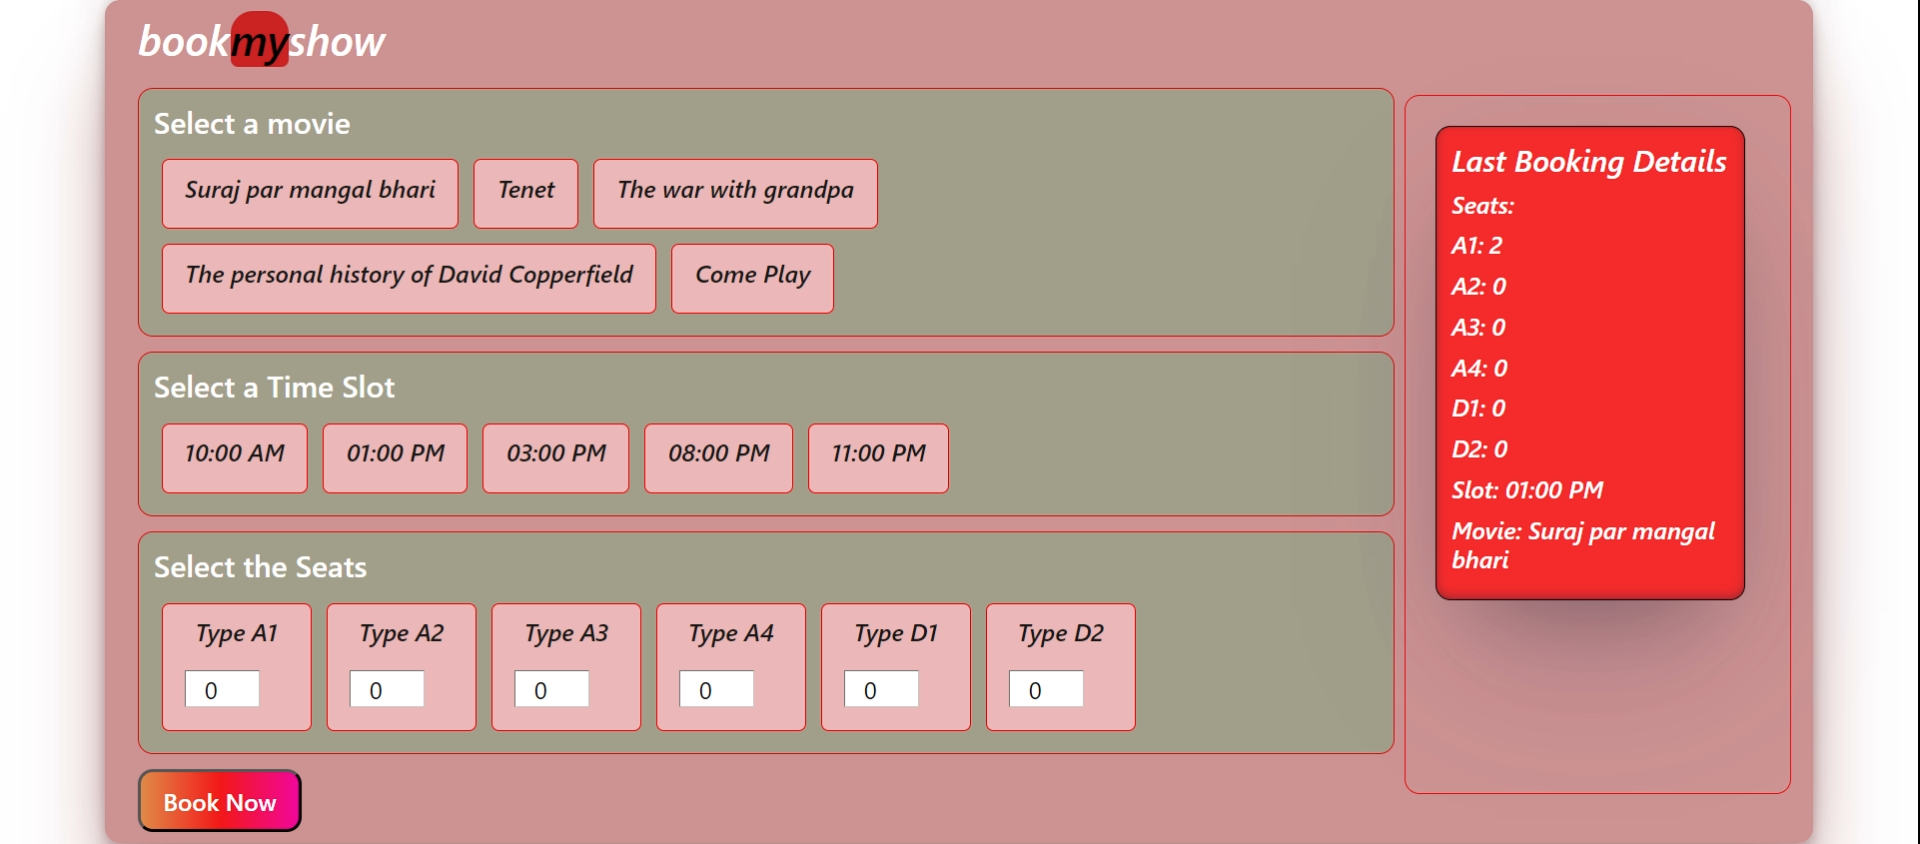 bookmyshow
Select a movie
Suraj par mangal bhari
Tenet
The war with grandpa
The personal history of David Copperfield
Come Play
Select a Time Slot
10:00 AM
01:00 PM
03:00 PM
08:00 PM
11:00 PM
Select the Seats
Type A1
Type A2
Type A3
Type A4
Type D1
Type D2
0
0
0
0
0
0
Book Now
Last Booking Details
Seats:
A1: 2
A2: 0
A3: 0
A4: 0
D1: 0
D2: 0
Slot: 01:00 PM
Movie: Suraj par mangal
bhari